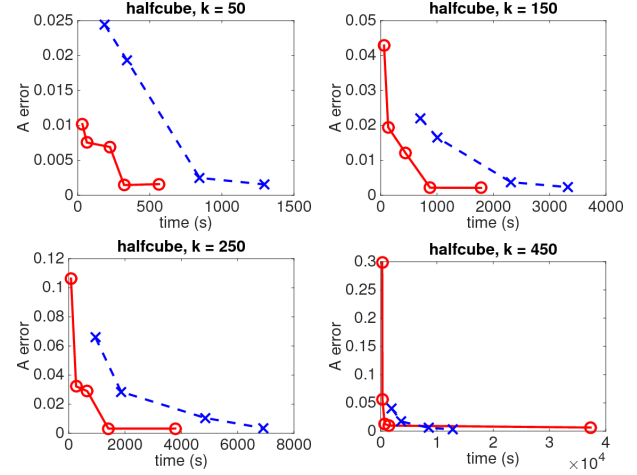 halfcube, k = 50
0.025
0.02
0.015
0.01
0.005
0
A error
0 500 1000 1500
time (s)
halfcube, k = 150
0.05
0.04
0.03
0.02
0.01
0
A error
0 1000 2000 3000 4000
time (s)
halfcube, k = 250
0.12
0.1
0.08
0.06
0.04
0.02
0
A error
0 2000 4000 6000 8000
time (s)
halfcube, k = 450
0.3
0.25
0.2
0.15
0.1
0.05
0
A error
0 1 2 3 4
time (s)
×10⁴